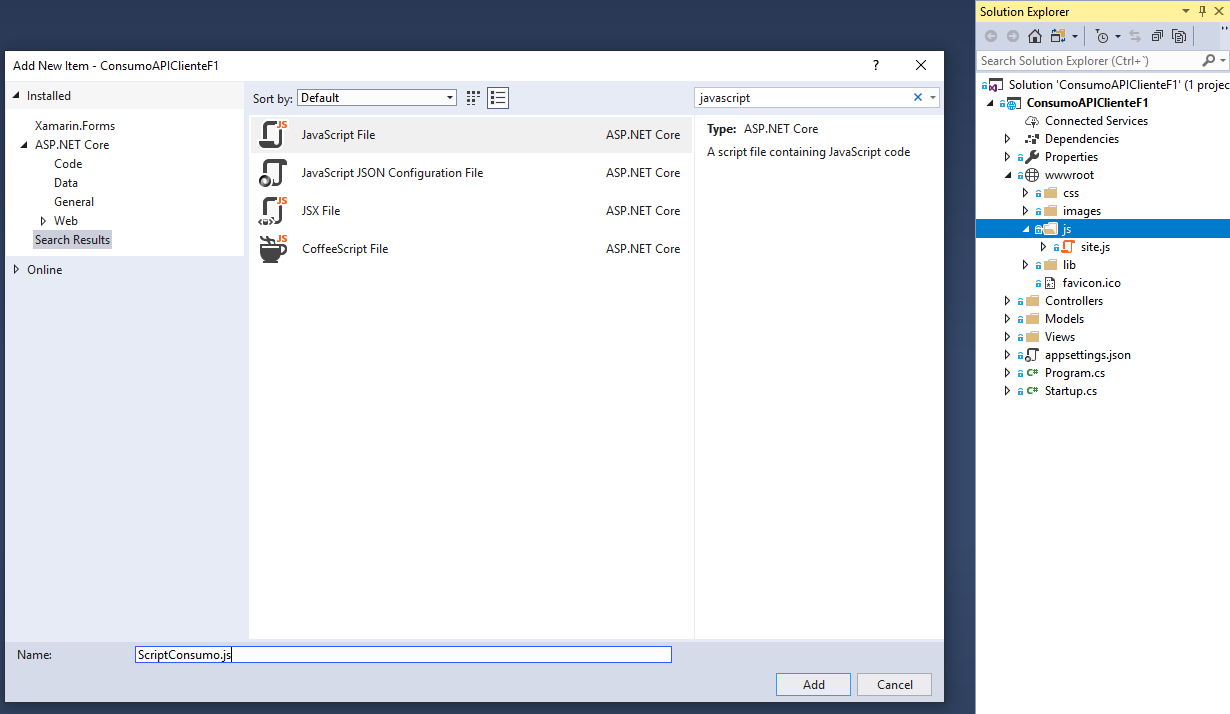 Add New Item - ConsumoAPIClienteF1
?
Installed
Xamarin.Forms
ASP.NET Core
Code
Data
General
Web
Search Results
Online
Sort by: Default
JS JavaScript File ASP.NET Core
JavaScript JSON Configuration File ASP.NET Core
JS JSX File ASP.NET Core
JS CoffeeScript File ASP.NET Core
javascript
Type: ASP.NET Core
A script file containing JavaScript code
Name: ScriptConsumo.js
Add Cancel
Solution Explorer
Search Solution Explorer (Ctrl+`)
Solution 'ConsumoAPIClienteF1' (1 projec
ConsumoAPIClienteF1
Connected Services
Dependencies
Properties
wwwroot
css
images
js
site.js
lib
favicon.ico
Controllers
Models
Views
appsettings.json
C# Program.cs
C# Startup.cs